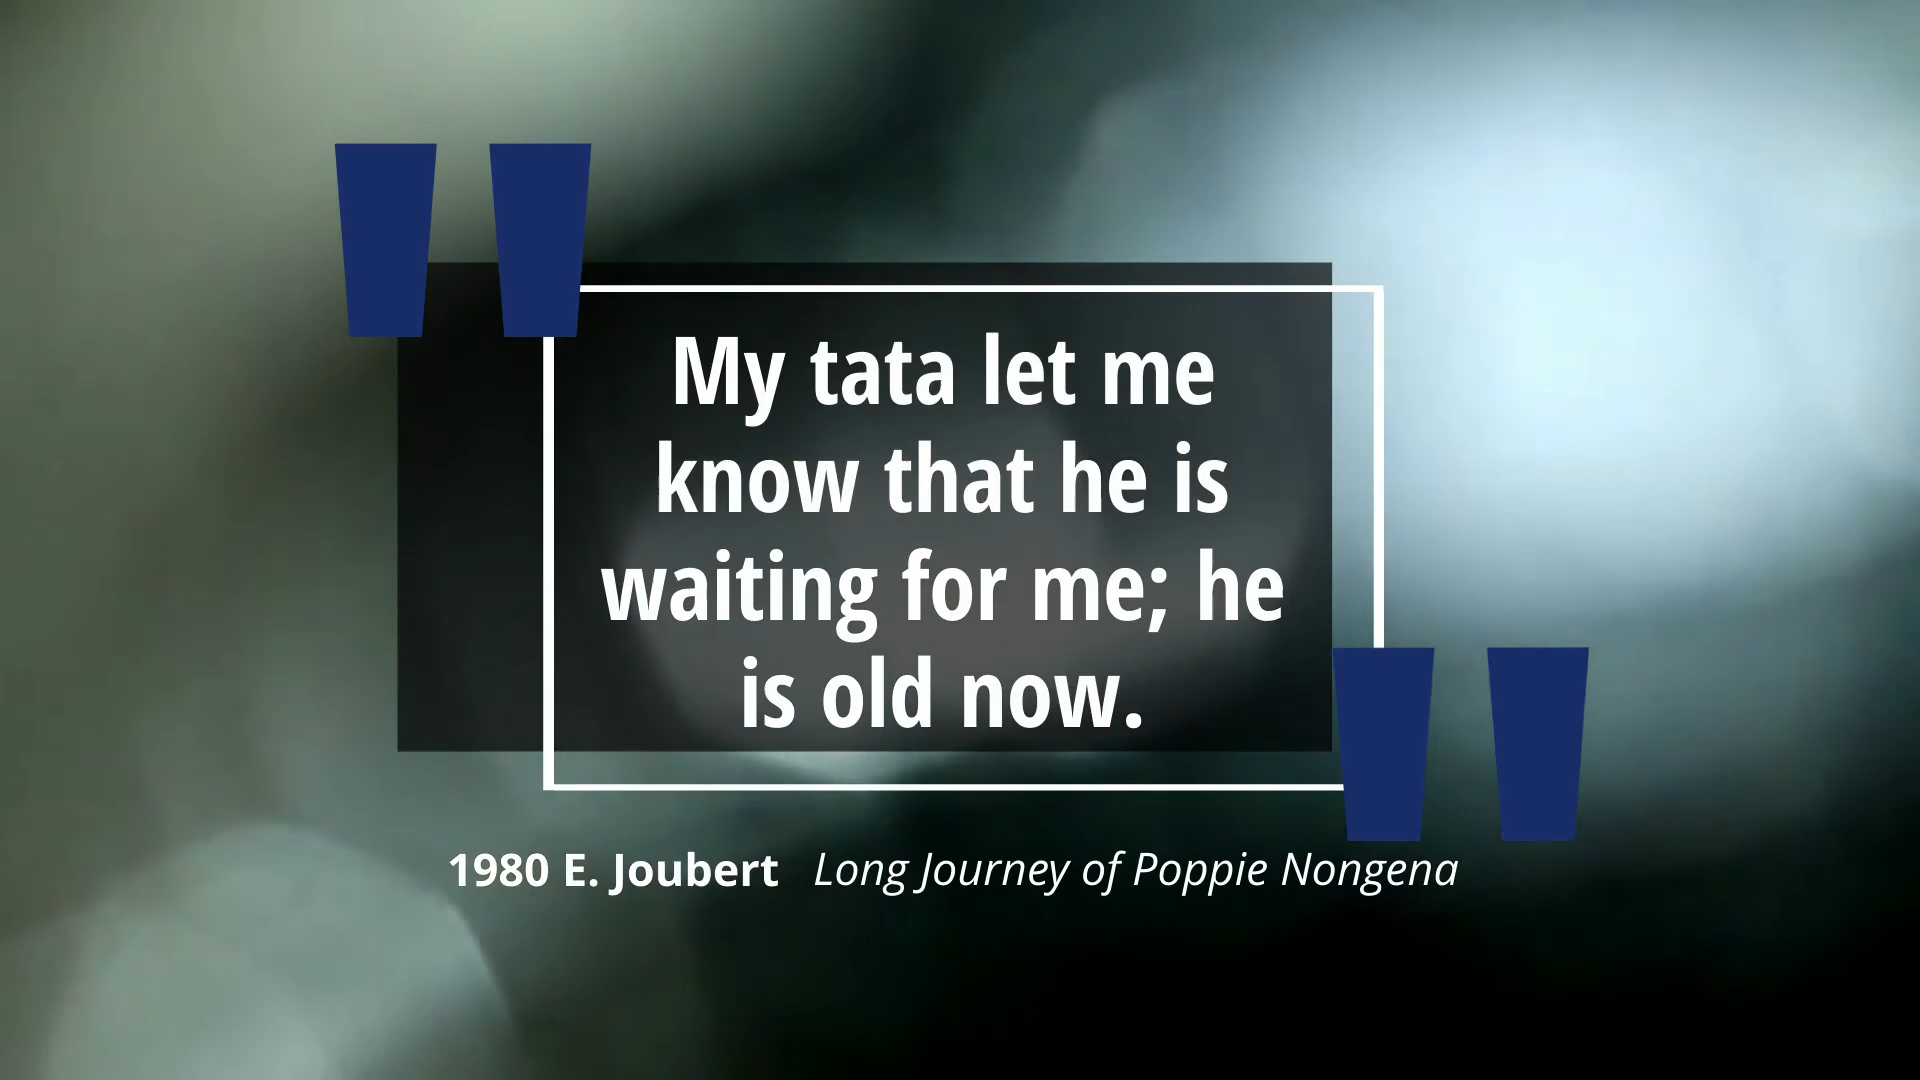 My tata let me
know that he is
waiting for me; he
is old now.
1980 E. Joubert Long Journey of Poppie Nongena